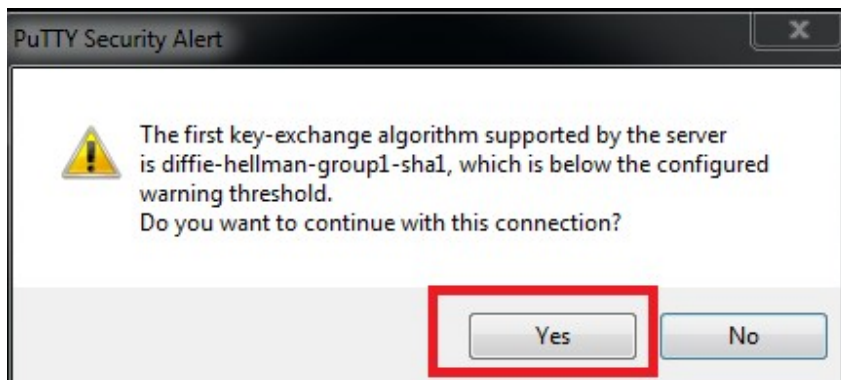 PuTTY Security Alert
The first key-exchange algorithm supported by the server
is diffie-hellman-group1-sha1, which is below the configured
warning threshold.
Do you want to continue with this connection?
Yes No